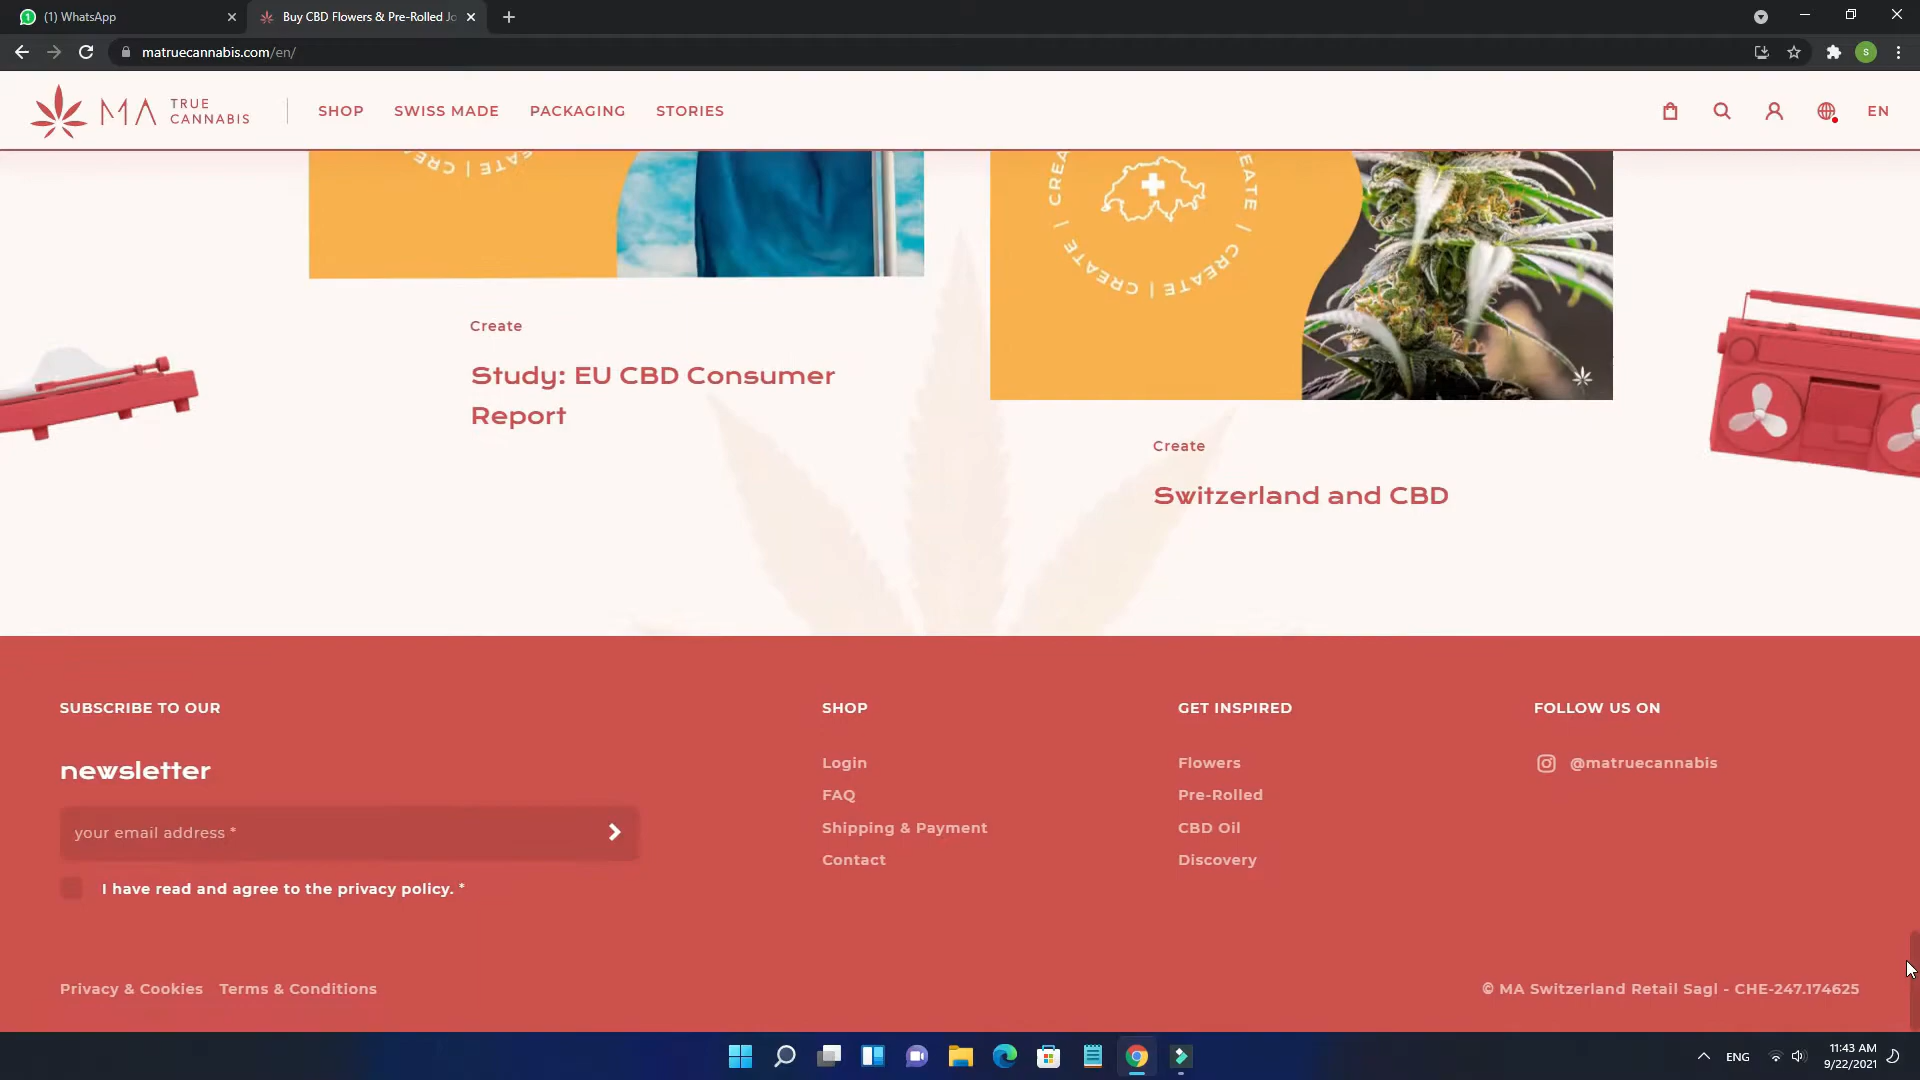 (1) WhatsApp
Buy CBD Flowers & Pre-Rolled Jo
matruecannabis.com/en/
S
MA TRUE CANNABIS
SHOP
SWISS MADE
PACKAGING
STORIES
EN
CREATE | CREATE | CREATE
Create
Study: EU CBD Consumer
Report
Create
Switzerland and CBD
SUBSCRIBE TO OUR
newsletter
your email address *
I have read and agree to the privacy policy. *
SHOP
Login
FAQ
Shipping & Payment
Contact
GET INSPIRED
Flowers
Pre-Rolled
CBD Oil
Discovery
FOLLOW US ON
@matruecannabis
Privacy & Cookies
Terms & Conditions
© MA Switzerland Retail Sagl - CHE-247.174625
ENG
11:43 AM
9/22/2021